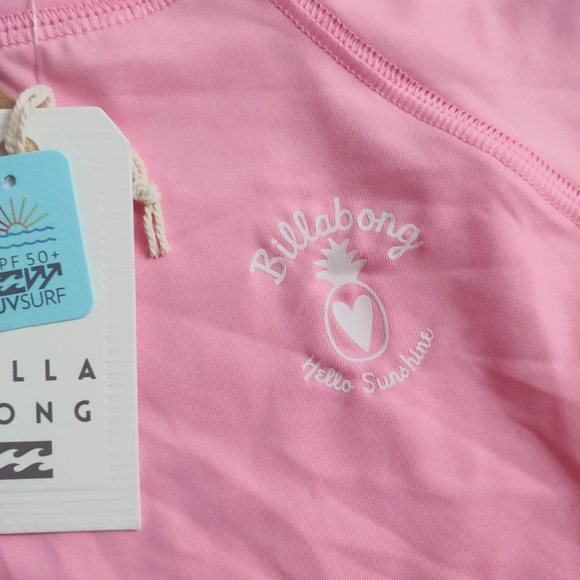 Billabong
Hello Sunshine
PF 50+
UVSURF
LLA
ONG